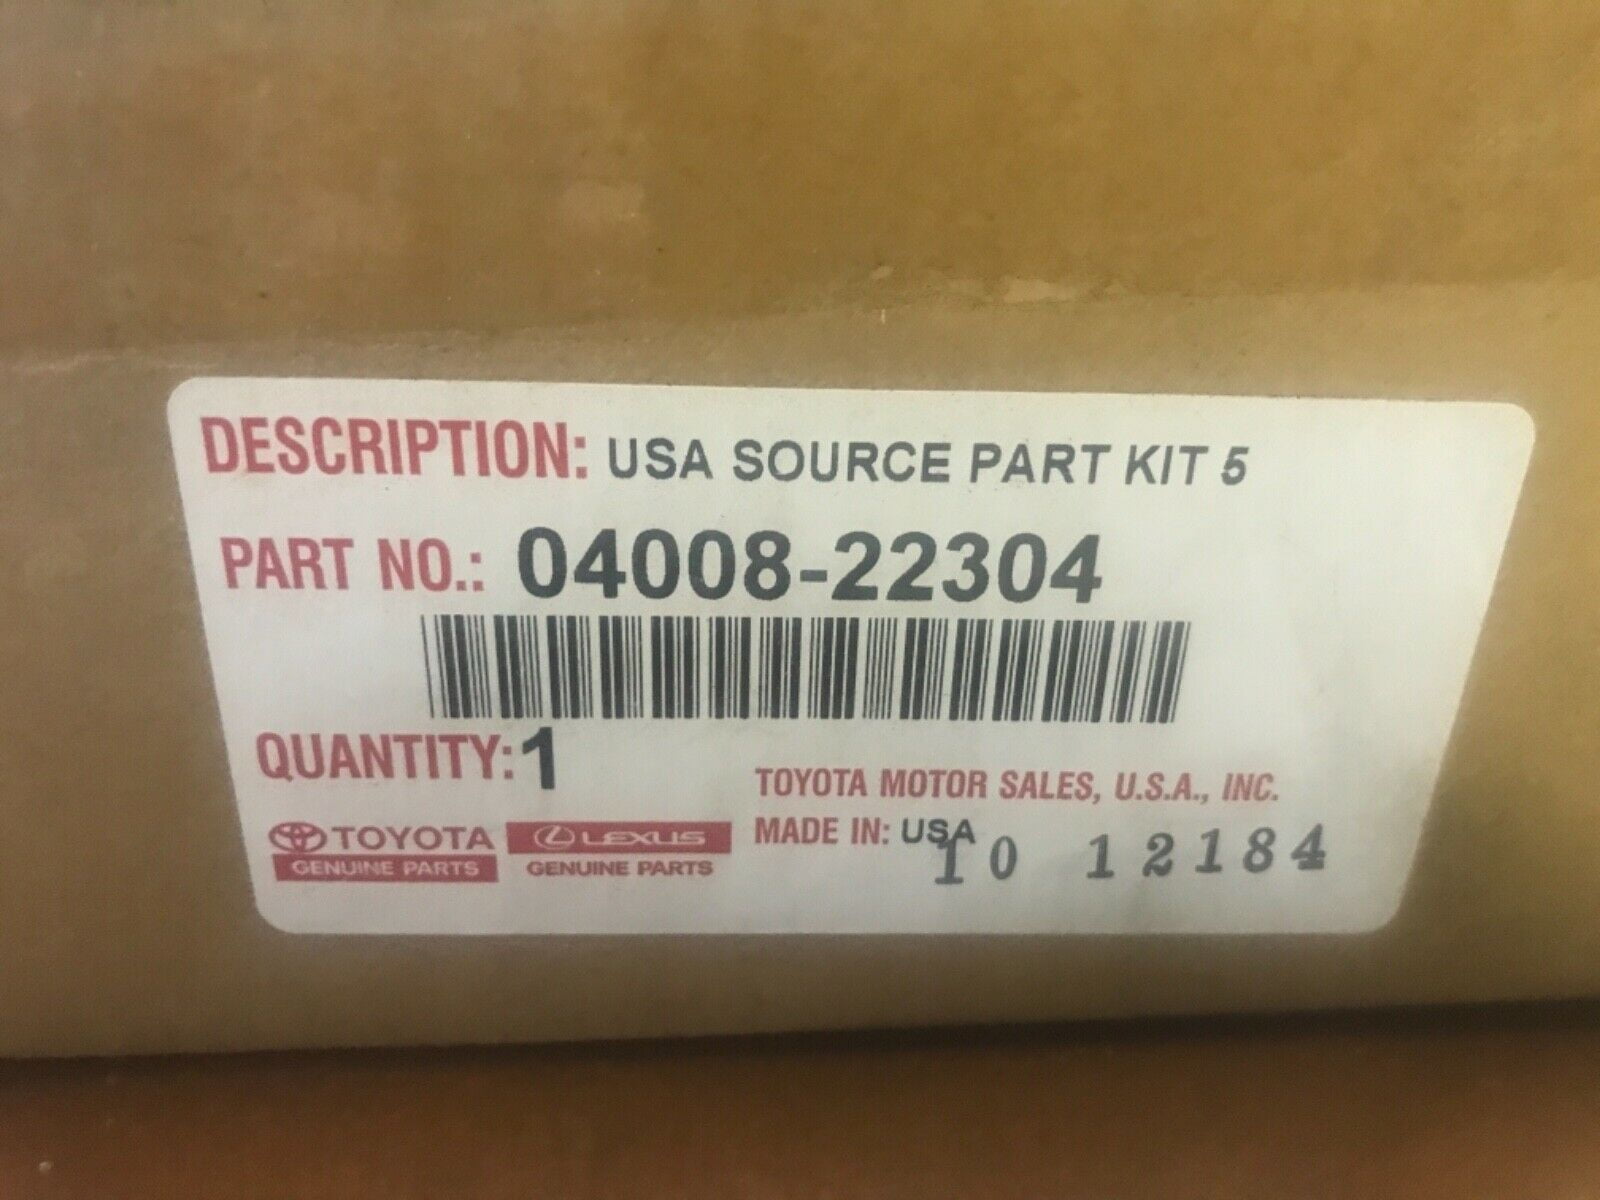 DESCRIPTION: USA SOURCE PART KIT 5
PART NO.: 04008-22304
QUANTITY: 1
TOYOTA MOTOR SALES, U.S.A., INC.
MADE IN: USA
TOYOTA
GENUINE PARTS
LEXUS
GENUINE PARTS
10 12184